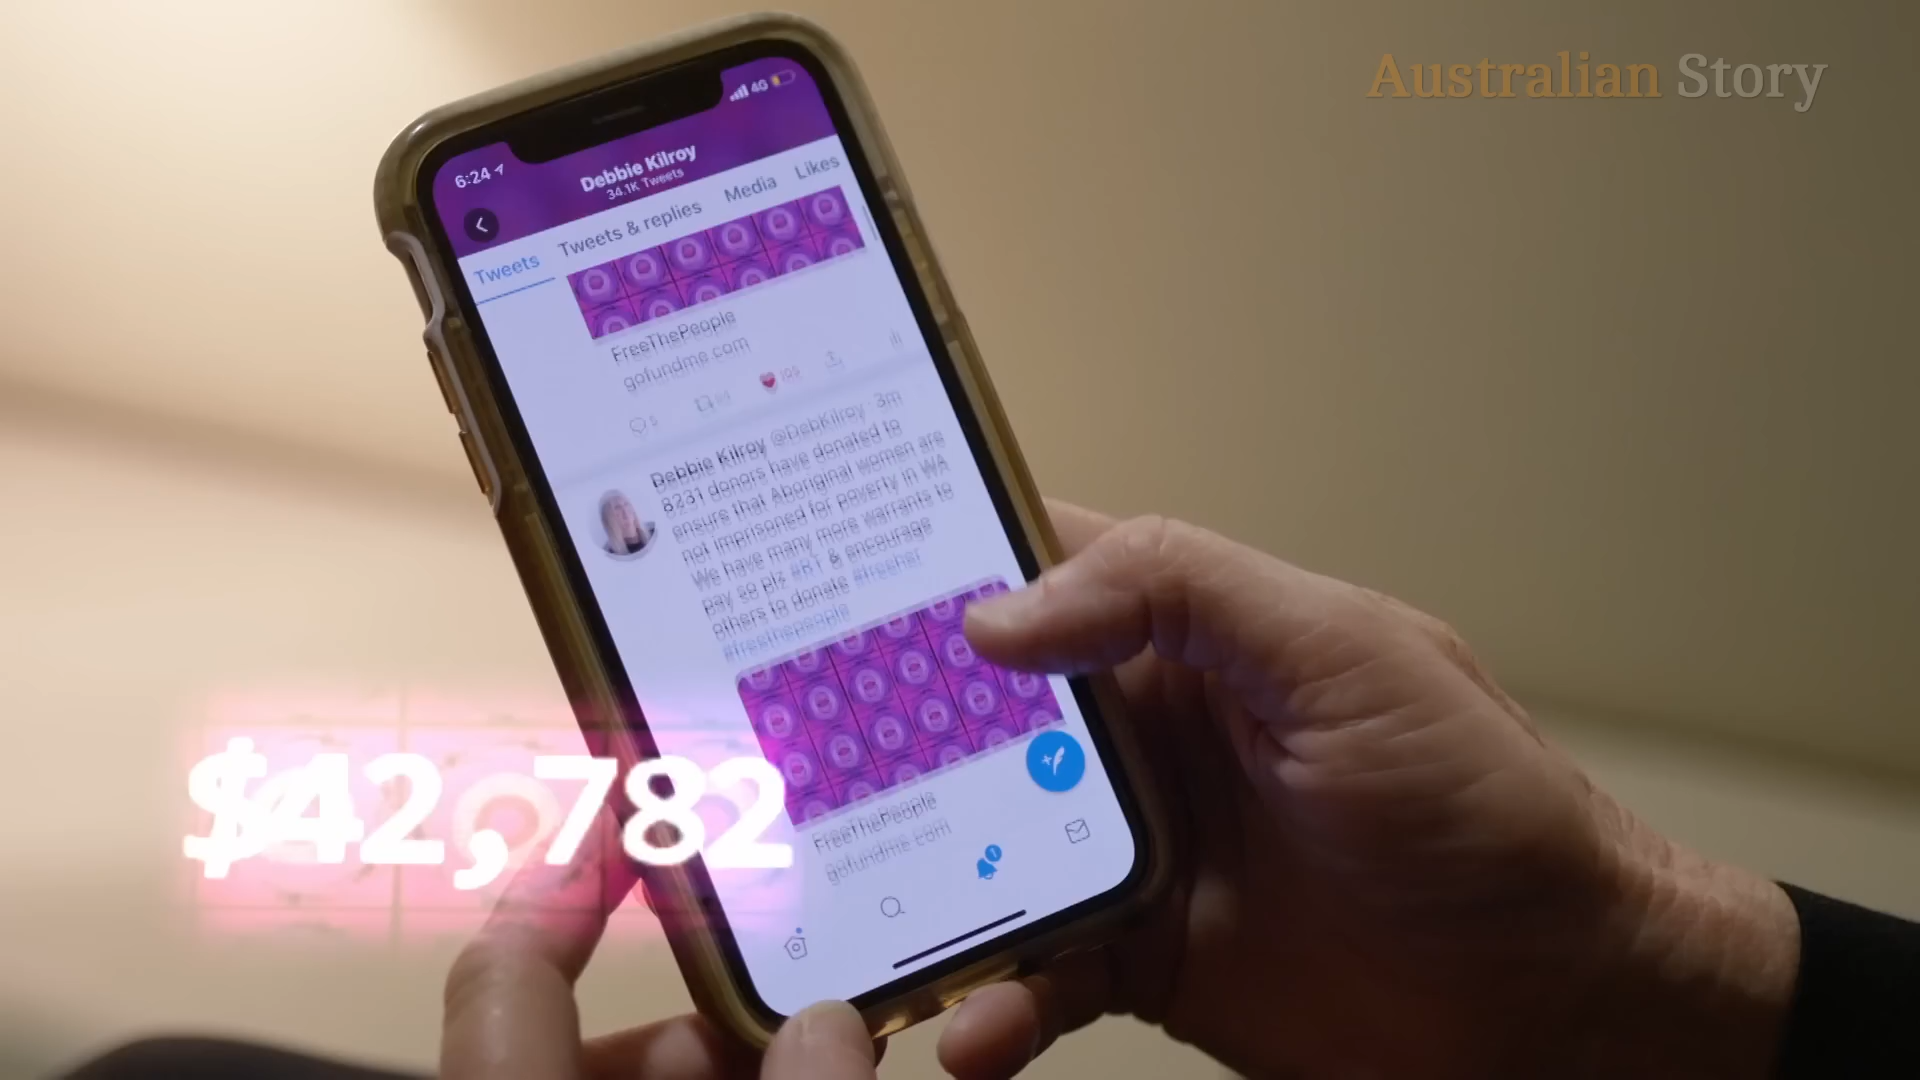 Australian Story
6:24
4G
Debbie Kilroy
34.1K Tweets
Tweets
Tweets & replies
Media
Likes
FreeThePeople
gofundme.com
5
Debbie Kilroy @DebKilroy · 3m
8231 donors have donated to
ensure that Aboriginal women are
not imprisoned for poverty in WA
We have many more warrants to
pay so plz #RT & encourage
others to donate #freeher
#freethepeople
FreeThePeople
gofundme.com
1
$42,782